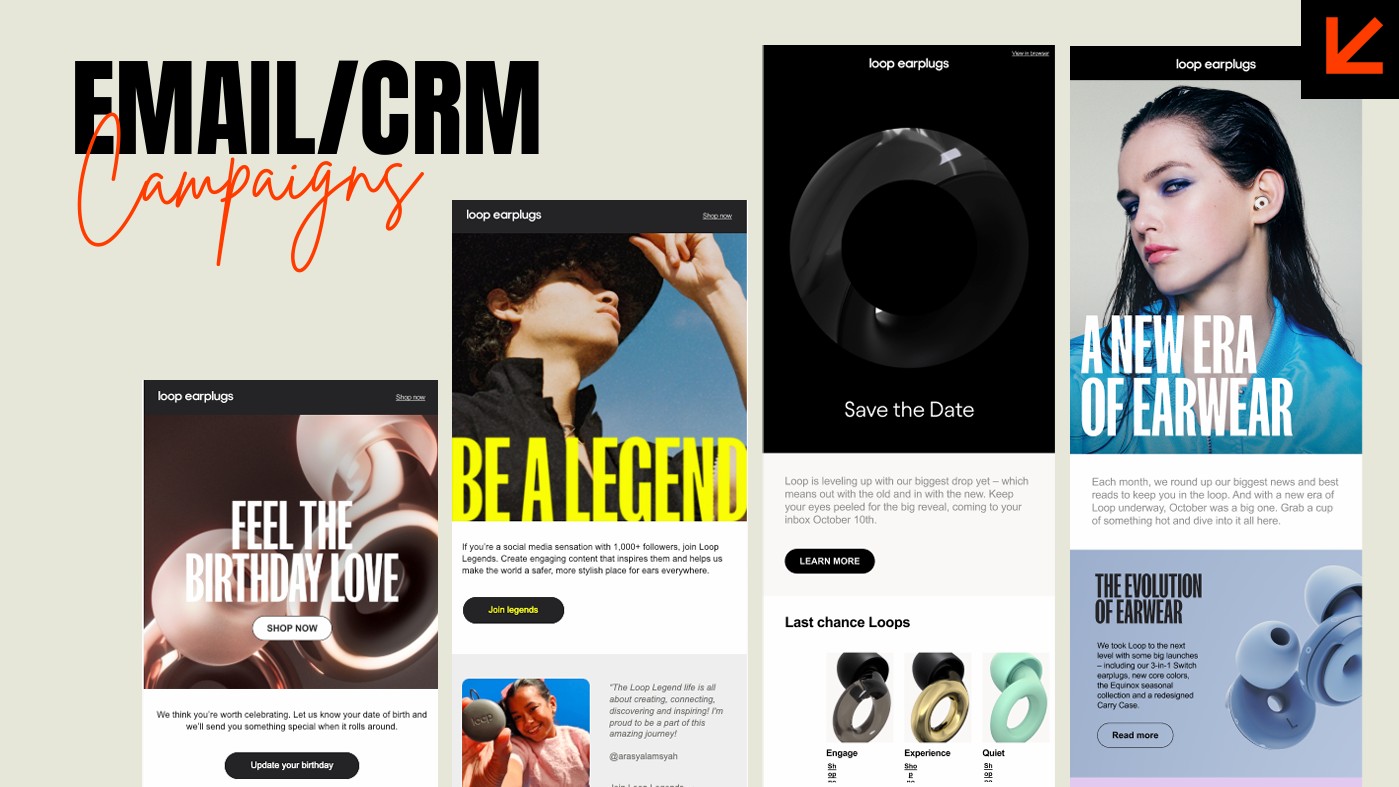 EMAIL/CRM
Campaigns
loop earplugs
Shop now
FEEL THE
BIRTHDAY LOVE
SHOP NOW
We think you're worth celebrating. Let us know your date of birth and
we'll send you something special when it rolls around.
Update your birthday
loop earplugs
Shop now
BE A LEGEND
If you're a social media sensation with 1,000+ followers, join Loop
Legends. Create engaging content that inspires them and helps us
make the world a safer, more stylish place for ears everywhere.
Join legends
loop
"The Loop Legend life is all
about creating, connecting,
discovering and inspiring! I'm
proud to be a part of this
amazing journey!
@arasyalamsyah
Join Loop Legends
View in browser
loop earplugs
Save the Date
Loop is leveling up with our biggest drop yet – which
means out with the old and in with the new. Keep
your eyes peeled for the big reveal, coming to your
inbox October 10th.
LEARN MORE
Last chance Loops
Engage
Sh
op
Experience
Sho
p
Quiet
Sh
op
loop earplugs
A NEW ERA
OF EARWEAR
Each month, we round up our biggest news and best
reads to keep you in the loop. And with a new era of
Loop underway, October was a big one. Grab a cup
of something hot and dive into it all here.
THE EVOLUTION
OF EARWEAR
We took Loop to the next
level with some big launches
– including our 3-in-1 Switch
earplugs, new core colors,
the Equinox seasonal
collection and a redesigned
Carry Case.
Read more